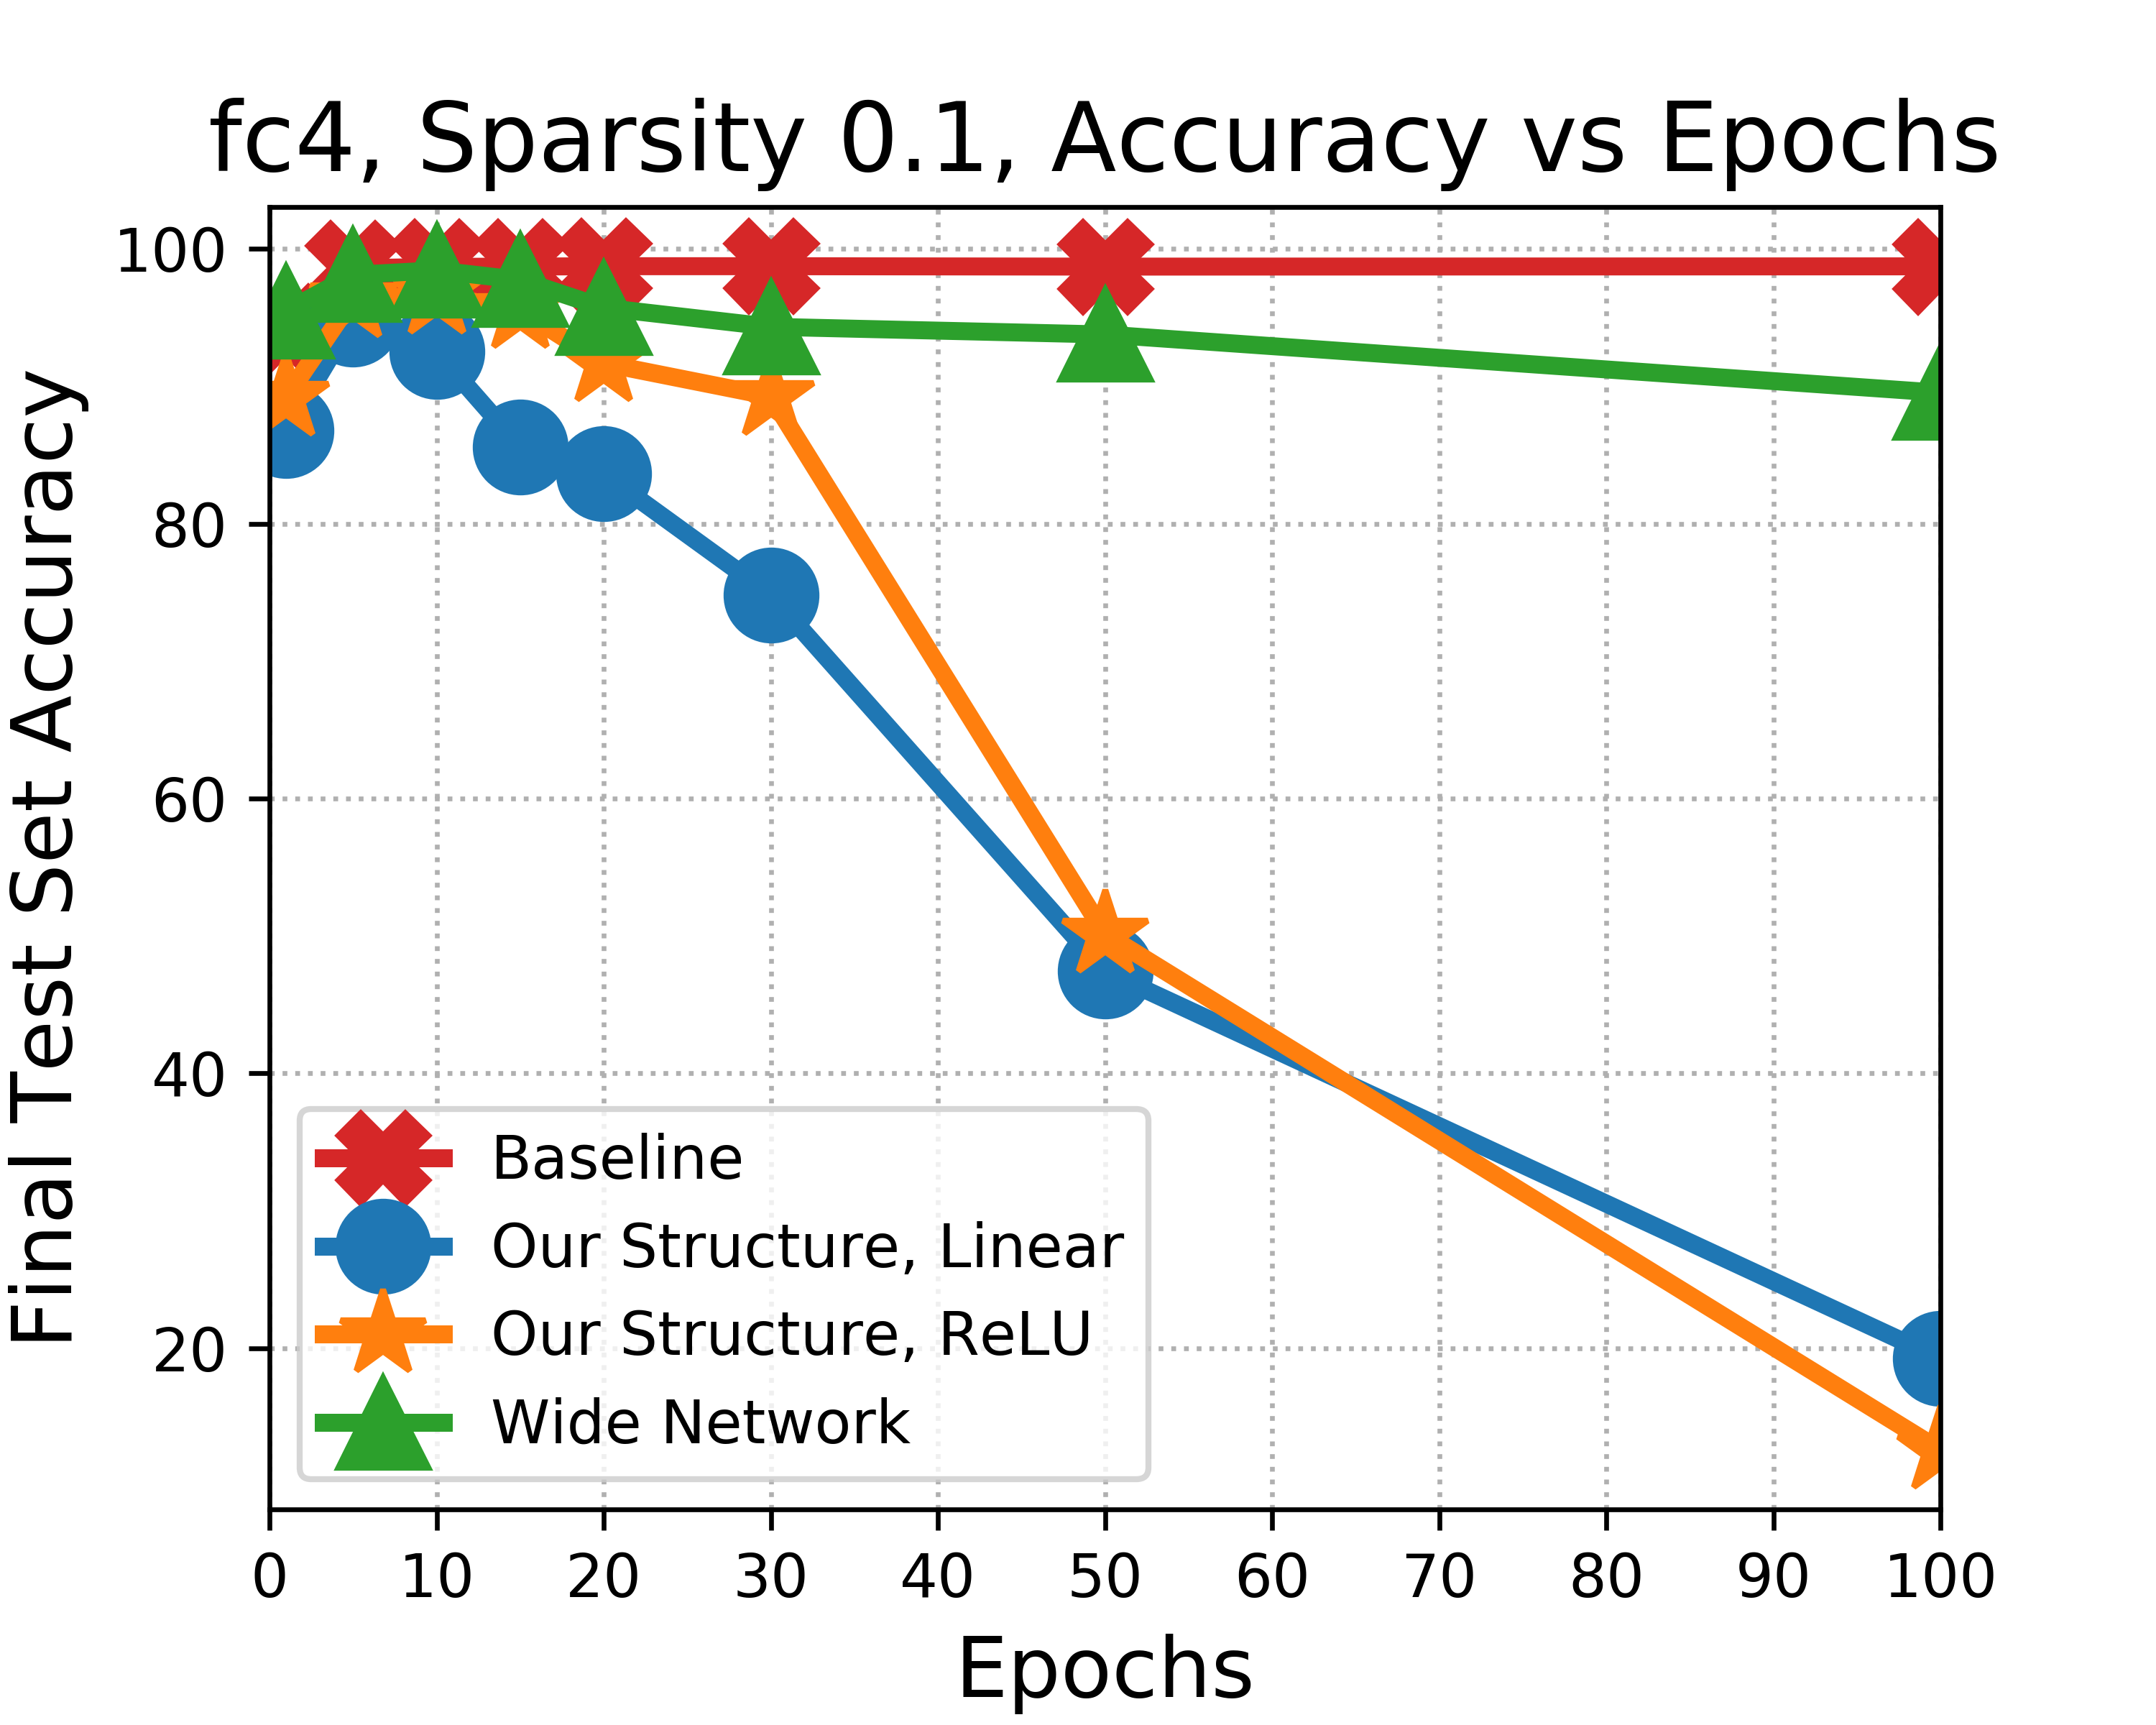 fc4, Sparsity 0.1, Accuracy vs Epochs
Final Test Set Accuracy
100
80
60
40
20
Baseline
Our Structure, Linear
Our Structure, ReLU
Wide Network
0 10 20 30 40 50 60 70 80 90 100
Epochs